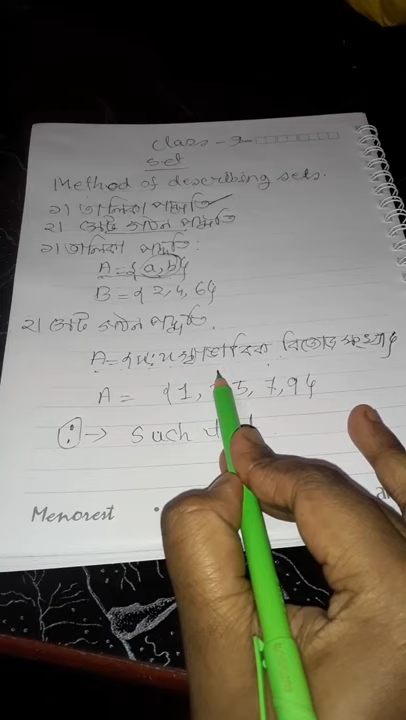 Class - 2
set
Method of describing sets.
১) তালিকা পদ্ধতি
২) সেট গঠন পদ্ধতি
১) তালিকা পদ্ধতি:
A = {a, b}
B = {2, 4, 6}
২) সেট গঠন পদ্ধতি.
A = {x: x স্বাভাবিক বিজোড় সংখ্যা}
A = {1, 5, 7, 9}
: → Such
Menorest